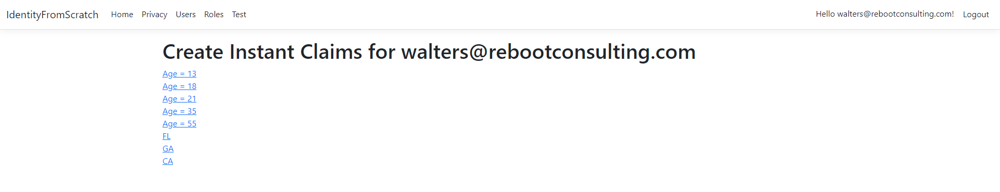 IdentityFromScratch Home Privacy Users Roles Test Hello walters@rebootconsulting.com! Logout
Create Instant Claims for walters@rebootconsulting.com
Age = 13
Age = 18
Age = 21
Age = 35
Age = 55
FL
GA
CA